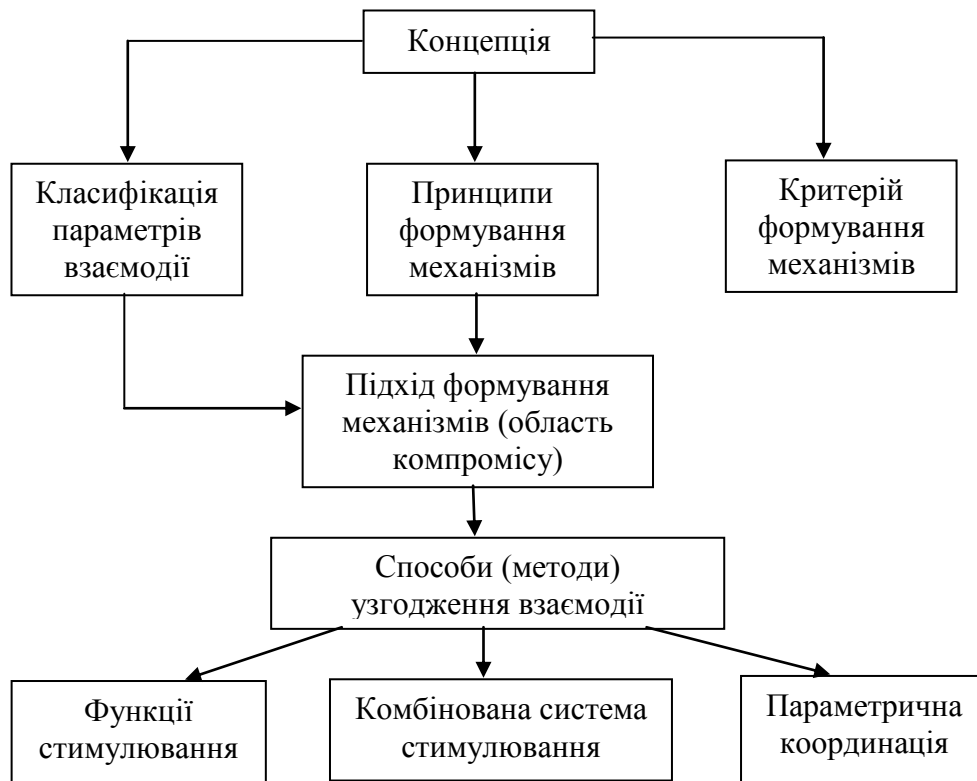 Концепція
Класифікація
параметрів
взаємодії
Принципи
формування
механізмів
Критерій
формування
механізмів
Підхід формування
механізмів (область
компромісу)
Способи (методи)
узгодження взаємодії
Функції
стимулювання
Комбінована система
стимулювання
Параметрична
координація